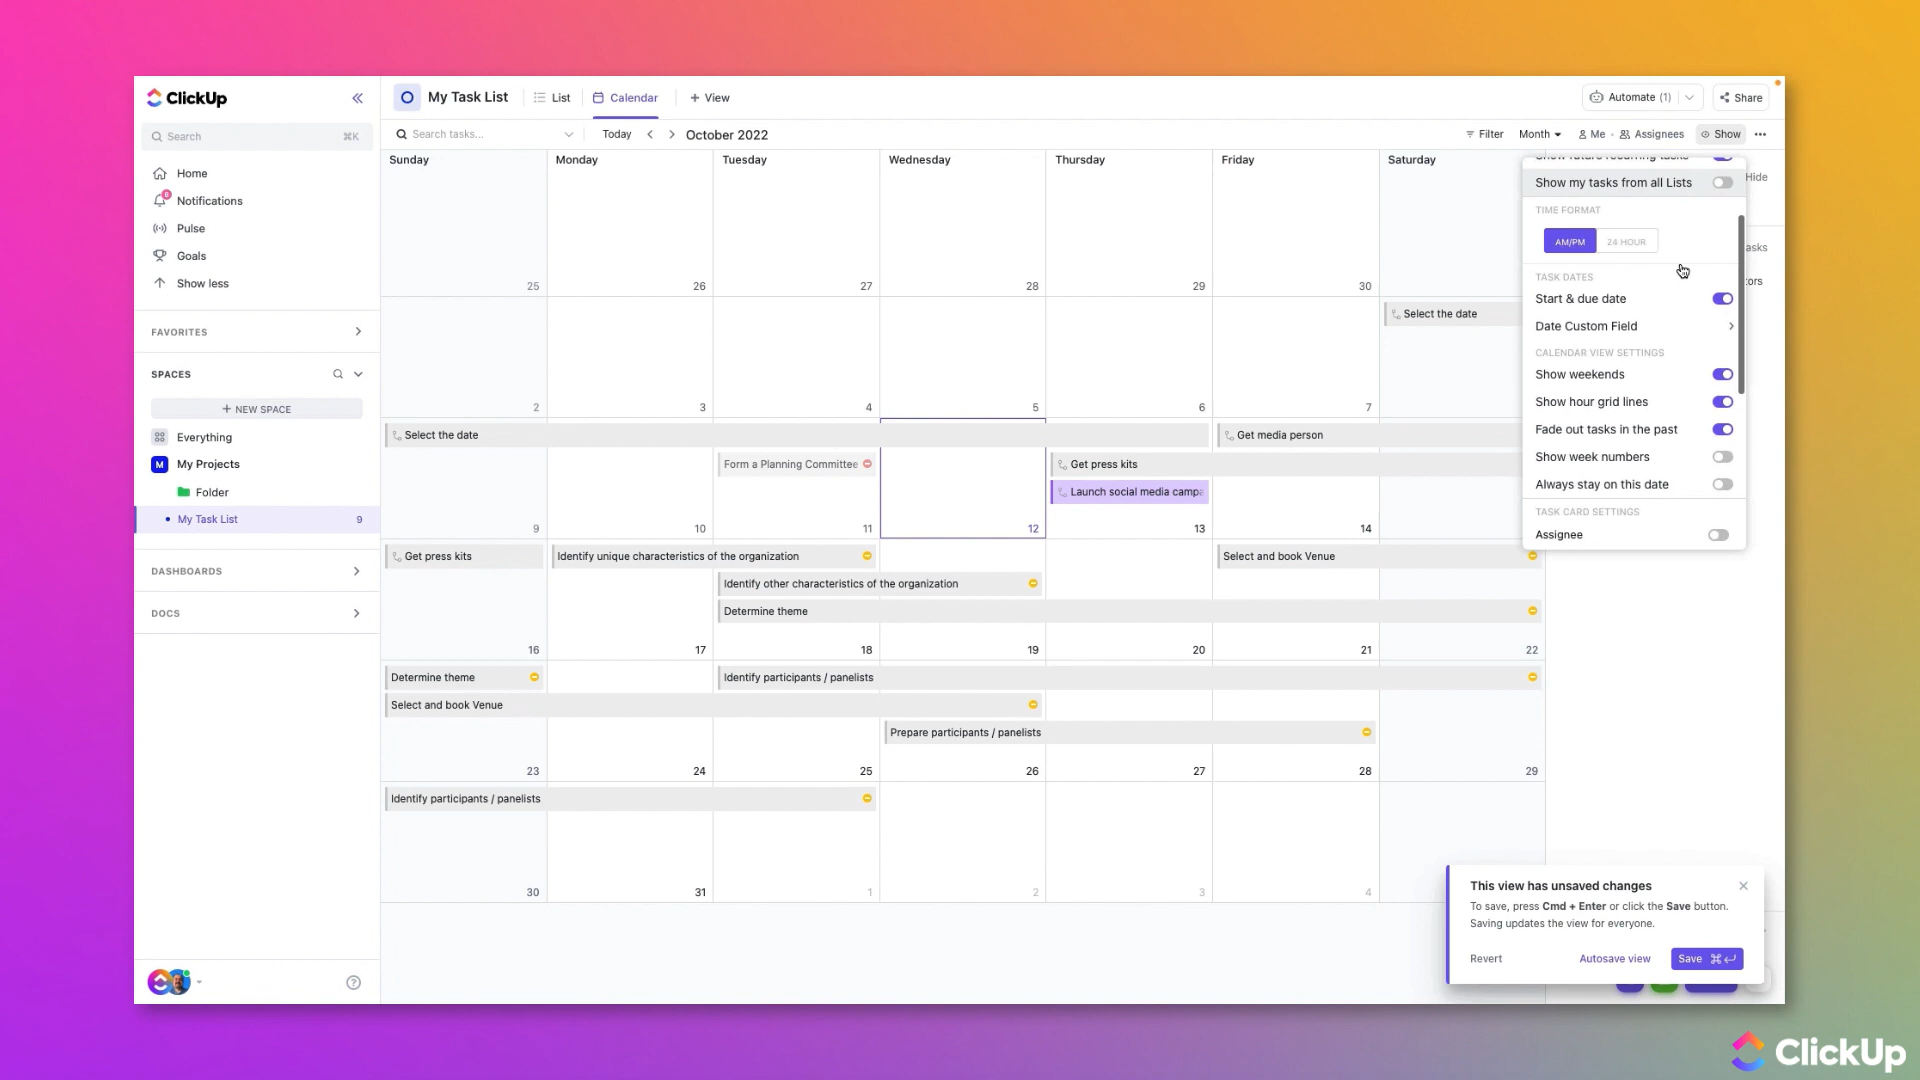 ClickUp
Search ⌘K
Home
Notifications
Pulse
Goals
Show less
FAVORITES
SPACES
+ NEW SPACE
Everything
M My Projects
Folder
My Task List 9
DASHBOARDS
DOCS
My Task List List Calendar + View
Automate (1) Share
Search tasks... Today October 2022
Filter Month Me Assignees Show
Sunday Monday Tuesday Wednesday Thursday Friday Saturday
25 26 27 28 29 30
Select the date
2 3 4 5 6 7
Select the date Get media person
Form a Planning Committee Get press kits
Launch social media campa
9 10 11 12 13 14
Get press kits Identify unique characteristics of the organization Select and book Venue
Identify other characteristics of the organization
Determine theme
16 17 18 19 20 21 22
Determine theme Identify participants / panelists
Select and book Venue
Prepare participants / panelists
23 24 25 26 27 28 29
Identify participants / panelists
30 31 1 2 3 4
Show future recurring tasks
Show my tasks from all Lists
Hide
TIME FORMAT
AM/PM 24 HOUR
asks
TASK DATES
tors
Start & due date
Date Custom Field
CALENDAR VIEW SETTINGS
Show weekends
Show hour grid lines
Fade out tasks in the past
Show week numbers
Always stay on this date
TASK CARD SETTINGS
Assignee
This view has unsaved changes
To save, press Cmd + Enter or click the Save button.
Saving updates the view for everyone.
Revert Autosave view Save ⌘↵
ClickUp